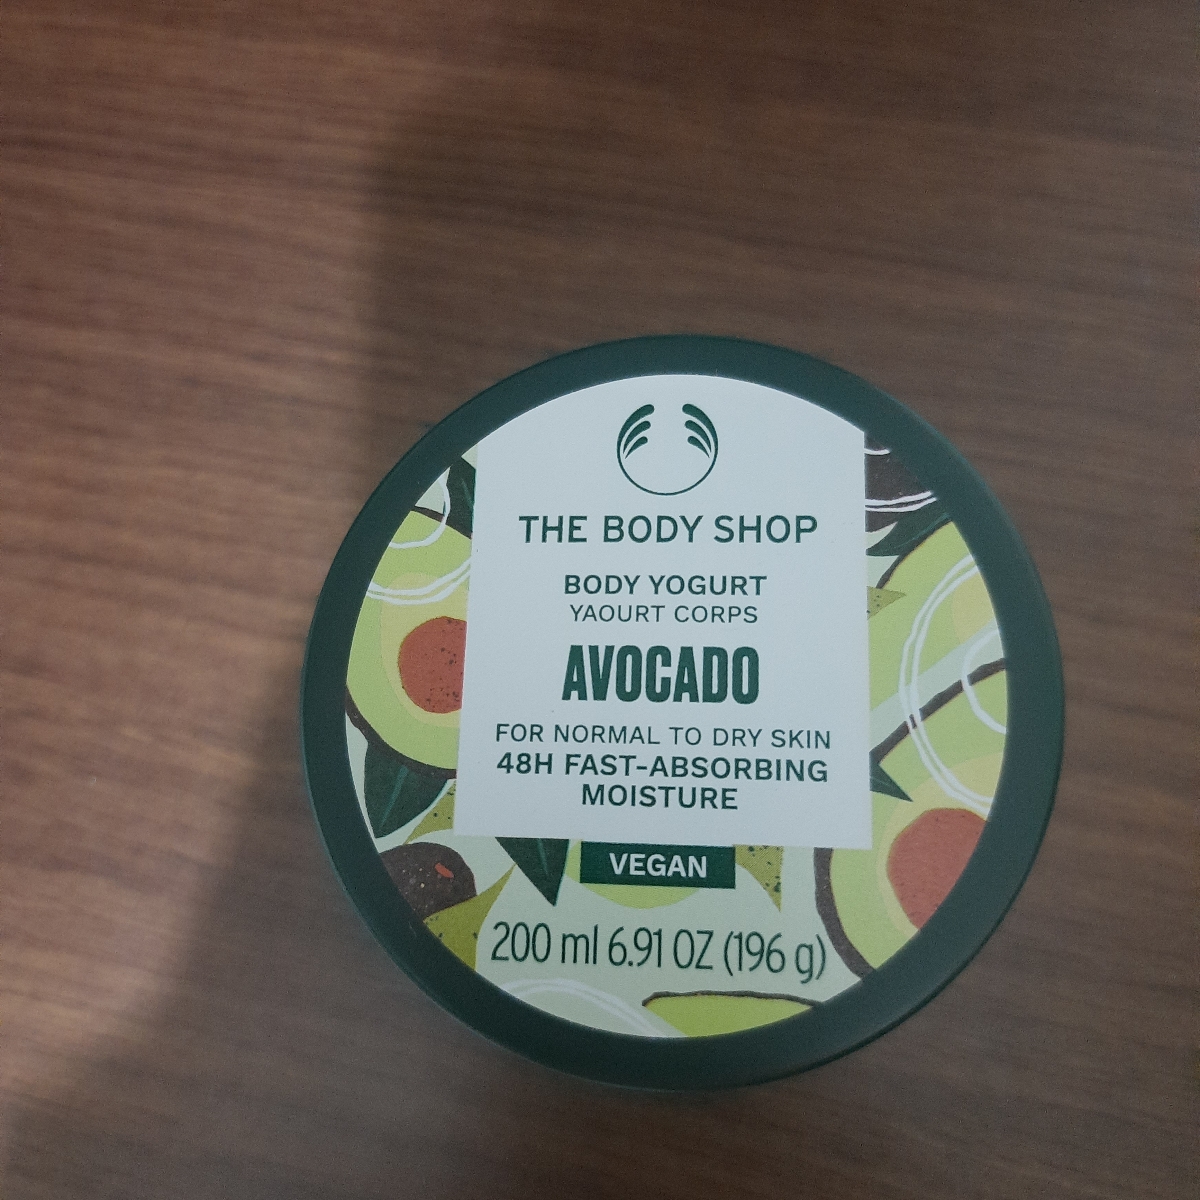 THE BODY SHOP
BODY YOGURT
YAOURT CORPS
AVOCADO
FOR NORMAL TO DRY SKIN
48H FAST-ABSORBING
MOISTURE
VEGAN
200 ml 6.91 OZ (196 g)